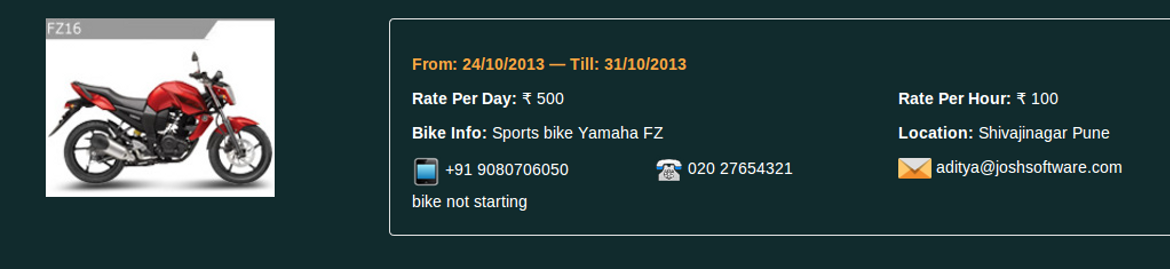 FZ16
From: 24/10/2013 — Till: 31/10/2013
Rate Per Day: ₹ 500 Rate Per Hour: ₹ 100
Bike Info: Sports bike Yamaha FZ Location: Shivajinagar Pune
+91 9080706050 020 27654321 aditya@joshsoftware.com
bike not starting